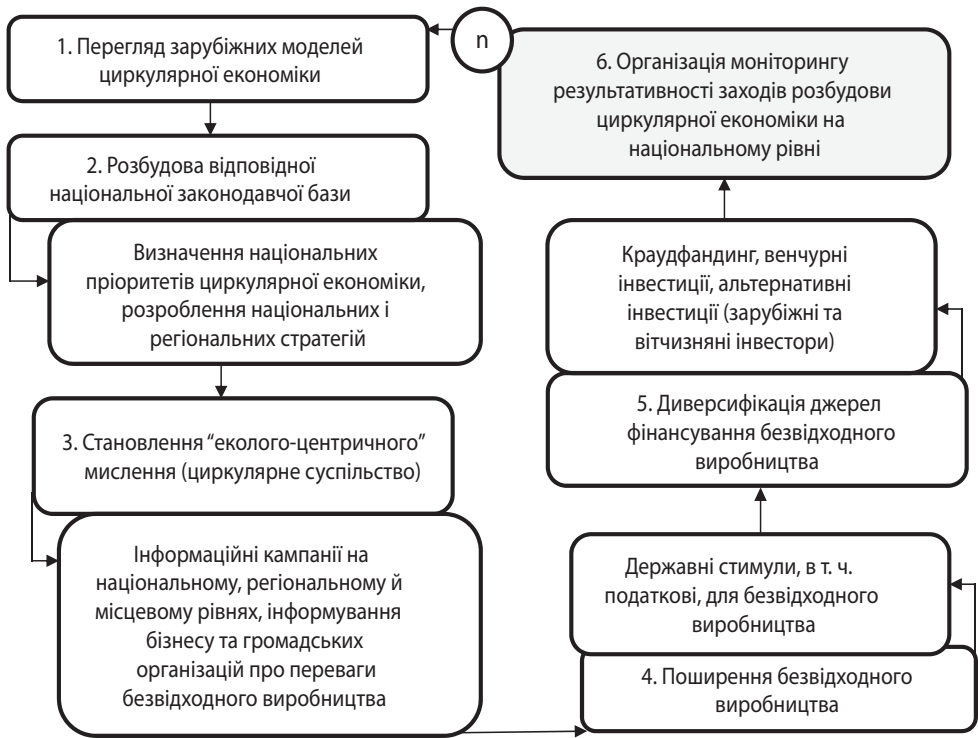 1. Перегляд зарубіжних моделей
циркулярної економіки
2. Розбудова відповідної
національної законодавчої бази
Визначення національних
пріоритетів циркулярної економіки,
розроблення національних і
регіональних стратегій
3. Становлення “еколого-центричного”
мислення (циркулярне суспільство)
Інформаційні кампанії на
національному, регіональному й
місцевому рівнях, інформування
бізнесу та громадських
організацій про переваги
безвідходного виробництва
4. Поширення безвідходного
виробництва
Державні стимули, в т. ч.
податкові, для безвідходного
виробництва
5. Диверсифікація джерел
фінансування безвідходного
виробництва
Краудфандинг, венчурні
інвестиції, альтернативні
інвестиції (зарубіжні та
вітчизняні інвестори)
6. Організація моніторингу
результативності заходів розбудови
циркулярної економіки на
національному рівні
n